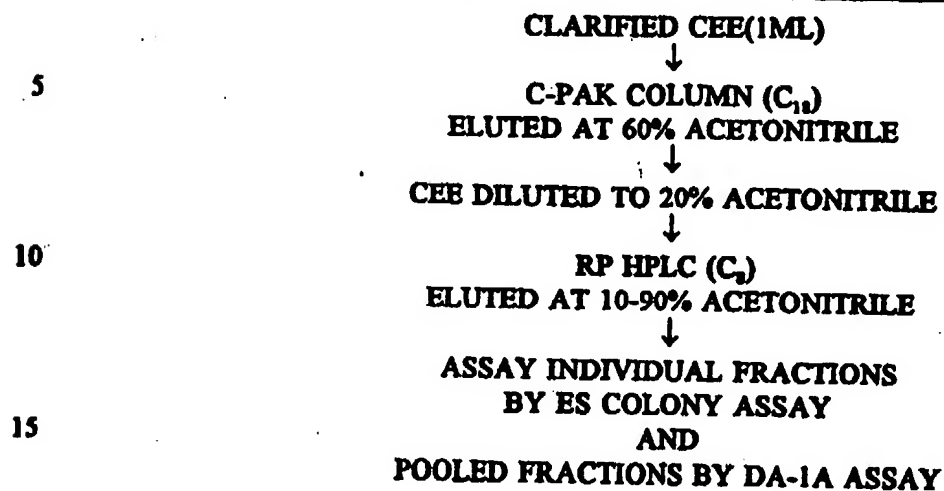 CLARIFIED CEE(1ML)
↓
5
C-PAK COLUMN (C₁₈)
ELUTED AT 60% ACETONITRILE
↓
CEE DILUTED TO 20% ACETONITRILE
↓
10
RP HPLC (C₈)
ELUTED AT 10-90% ACETONITRILE
↓
ASSAY INDIVIDUAL FRACTIONS
BY ES COLONY ASSAY
15
AND
POOLED FRACTIONS BY DA-1A ASSAY